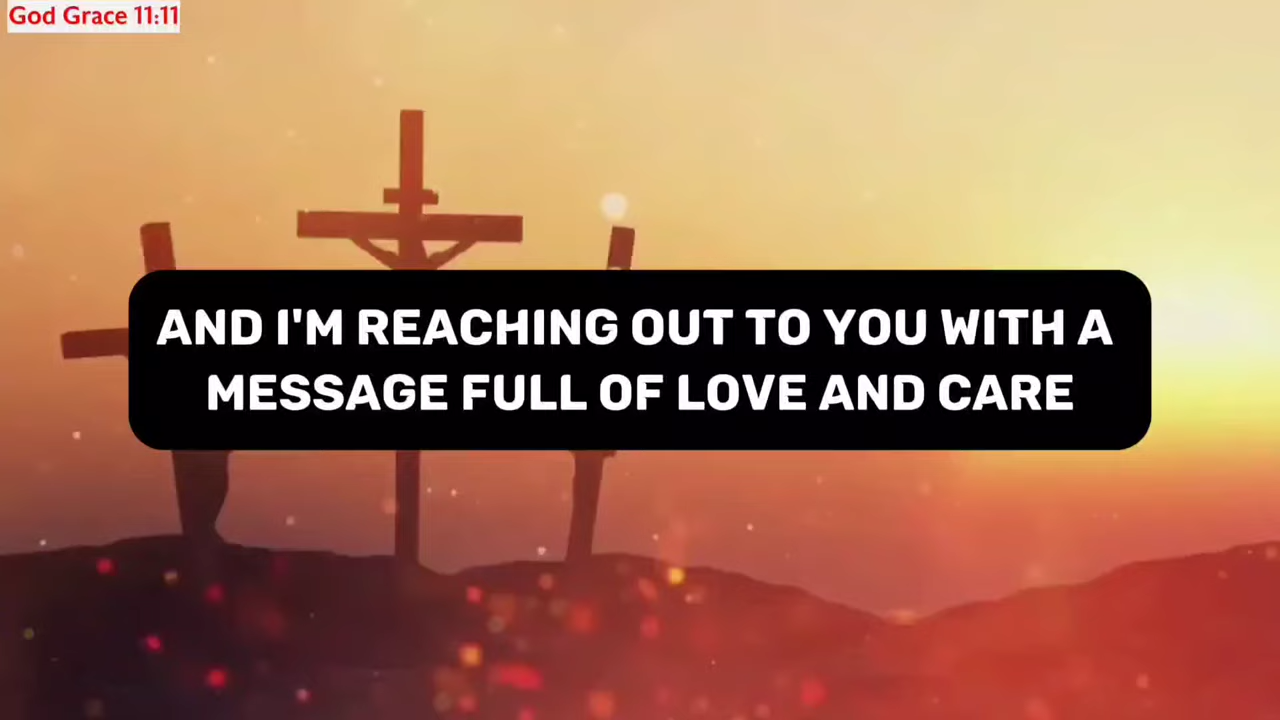 God Grace 11:11
AND I'M REACHING OUT TO YOU WITH A
MESSAGE FULL OF LOVE AND CARE